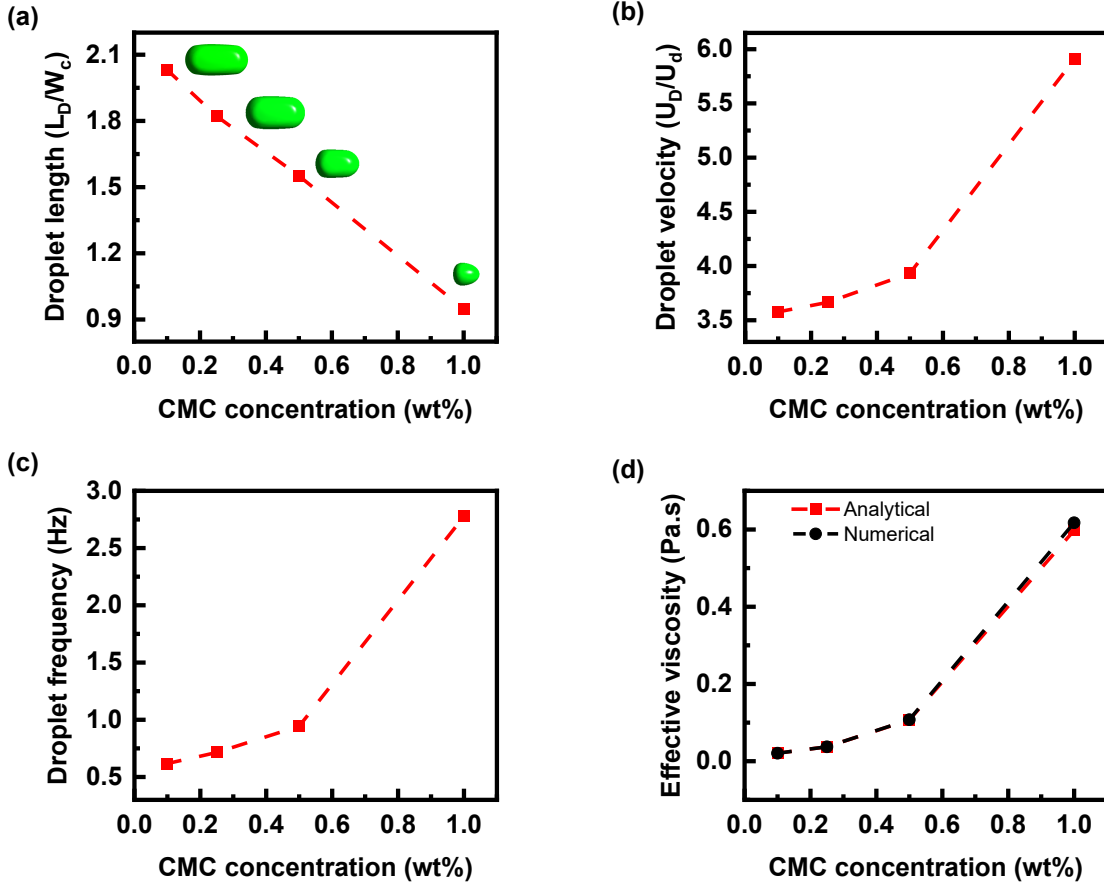 (a)
Droplet length (L_D/W_c)
2.1
1.8
1.5
1.2
0.9
0.0 0.2 0.4 0.6 0.8 1.0
CMC concentration (wt%)
(b)
Droplet velocity (U_D/U_d)
6.0
5.5
5.0
4.5
4.0
3.5
0.0 0.2 0.4 0.6 0.8 1.0
CMC concentration (wt%)
(c)
Droplet frequency (Hz)
3.0
2.5
2.0
1.5
1.0
0.5
0.0 0.2 0.4 0.6 0.8 1.0
CMC concentration (wt%)
(d)
Effective viscosity (Pa.s)
Analytical
Numerical
0.6
0.4
0.2
0.0
0.0 0.2 0.4 0.6 0.8 1.0
CMC concentration (wt%)